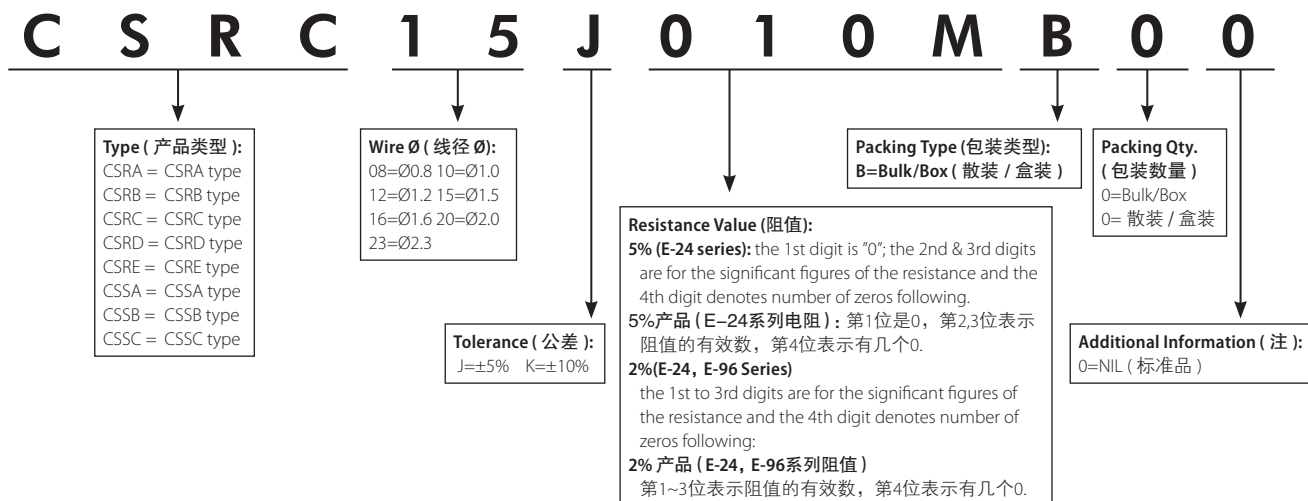 C S R C 1 5 J 0 1 0 M B 0 0
Type ( 产品类型 ):
CSRA = CSRA type
CSRB = CSRB type
CSRC = CSRC type
CSRD = CSRD type
CSRE = CSRE type
CSSA = CSSA type
CSSB = CSSB type
CSSC = CSSC type
Wire Ø ( 线径 Ø):
08=Ø0.8 10=Ø1.0
12=Ø1.2 15=Ø1.5
16=Ø1.6 20=Ø2.0
23=Ø2.3
Tolerance ( 公差 ):
J=±5% K=±10%
Resistance Value (阻值):
5% (E-24 series): the 1st digit is "0"; the 2nd & 3rd digits
are for the significant figures of the resistance and the
4th digit denotes number of zeros following.
5%产品 ( E–24系列电阻 ) : 第1位是0，第2,3位表示
阻值的有效数，第4位表示有几个0.
2%(E-24, E-96 Series)
the 1st to 3rd digits are for the significant figures of
the resistance and the 4th digit denotes number of
zeros following:
2% 产品 ( E-24, E-96系列阻值 )
第1~3位表示阻值的有效数，第4位表示有几个0.
Packing Type (包装类型):
B=Bulk/Box ( 散装 / 盒装 )
Packing Qty.
( 包装数量 )
0=Bulk/Box
0= 散装 / 盒装
Additional Information ( 注 ):
0=NIL ( 标准品 )